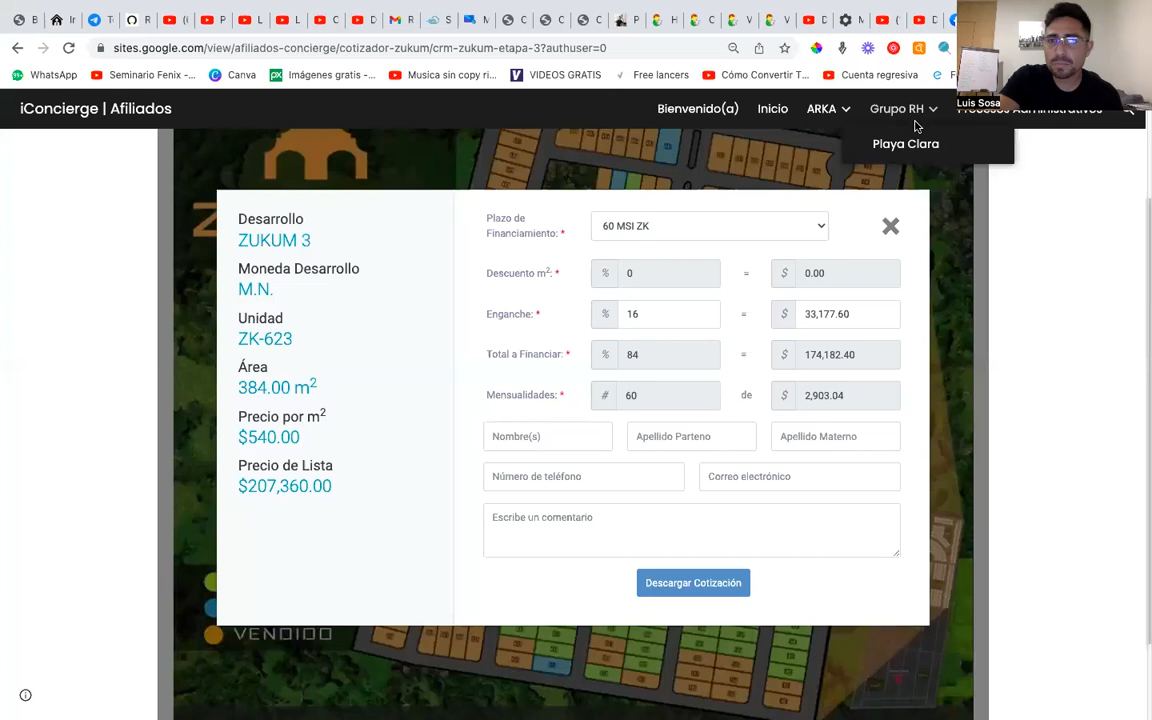 sites.google.com/view/afiliados-concierge/cotizador-zukum/crm-zukum-etapa-3?authuser=0
WhatsApp
Seminario Fenix -...
Canva
Imágenes gratis -...
Musica sin copy ri...
VIDEOS GRATIS
Free lancers
Cómo Convertir T...
Cuenta regresiva
Luis Sosa
iConcierge | Afiliados
Bienvenido(a)
Inicio
ARKA
Grupo RH
Procesos Administrativos
Playa Clara
Desarrollo
ZUKUM 3
Moneda Desarrollo
M.N.
Unidad
ZK-623
Área
384.00 m2
Precio por m2
$540.00
Precio de Lista
$207,360.00
Plazo de
Financiamiento: *
60 MSI ZK
Descuento m2: *
% 0 = $ 0.00
Enganche: *
% 16 = $ 33,177.60
Total a Financiar: *
% 84 = $ 174,182.40
Mensualidades: *
# 60 de $ 2,903.04
Nombre(s)
Apellido Parteno
Apellido Materno
Número de teléfono
Correo electrónico
Escribe un comentario
Descargar Cotización
VENDIDO